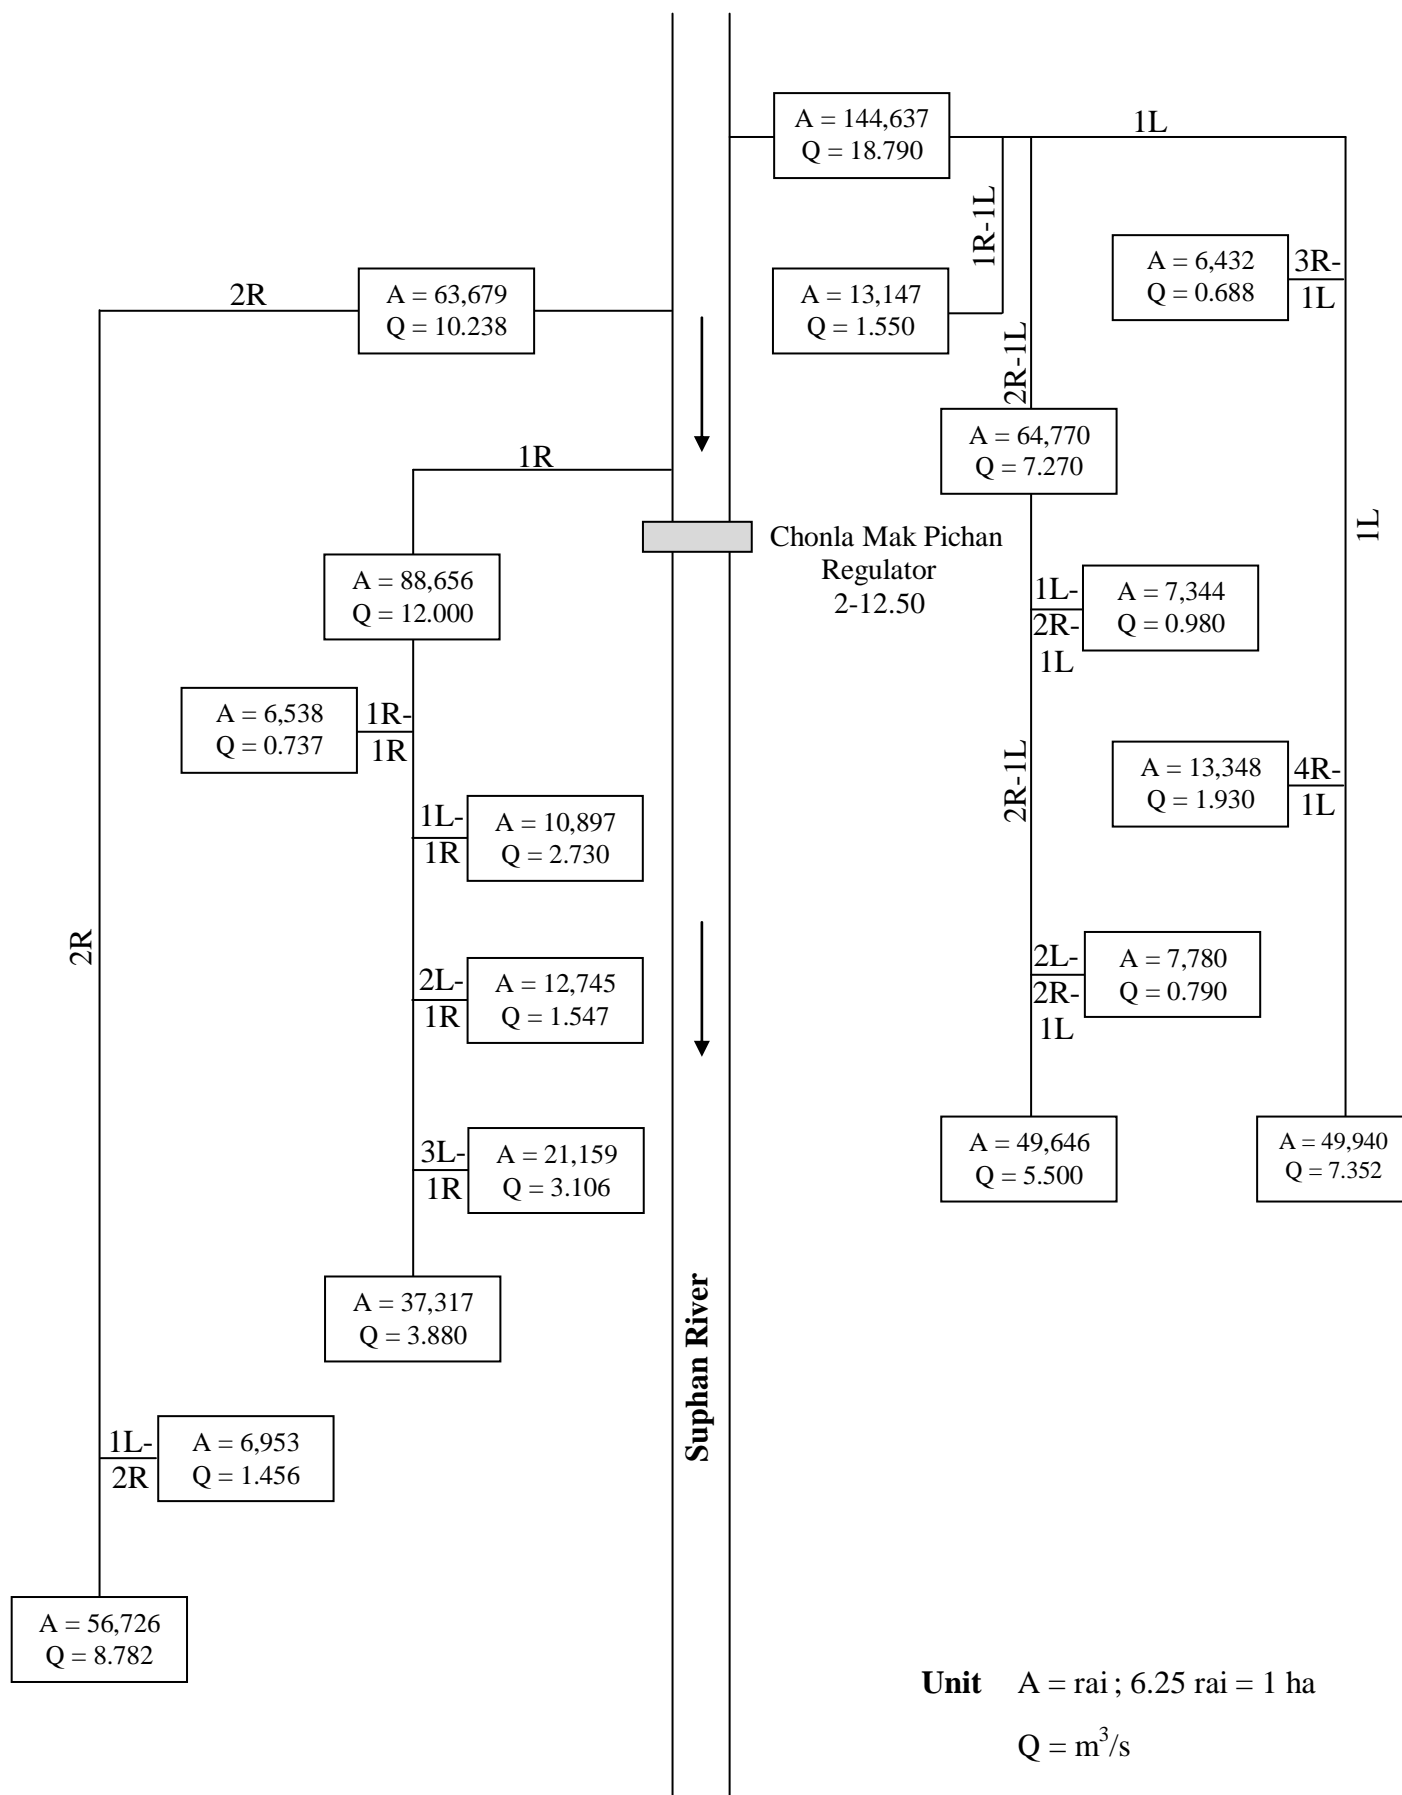 A = 144,637
Q = 18.790
1L
1R-1L
A = 6,432
Q = 0.688
3R-
1L
2R
A = 63,679
Q = 10.238
A = 13,147
Q = 1.550
2R-1L
A = 64,770
Q = 7.270
1R
1L
Chonla Mak Pichan
Regulator
2-12.50
A = 88,656
Q = 12.000
1L-
2R-
1L
A = 7,344
Q = 0.980
A = 6,538
Q = 0.737
1R-
1R
2R-1L
A = 13,348
Q = 1.930
4R-
1L
1L-
1R
A = 10,897
Q = 2.730
2R
2L-
1R
A = 12,745
Q = 1.547
2L-
2R-
1L
A = 7,780
Q = 0.790
3L-
1R
A = 21,159
Q = 3.106
A = 49,646
Q = 5.500
A = 49,940
Q = 7.352
A = 37,317
Q = 3.880
Suphan River
1L-
2R
A = 6,953
Q = 1.456
A = 56,726
Q = 8.782
Unit A = rai ; 6.25 rai = 1 ha
Q = m³/s